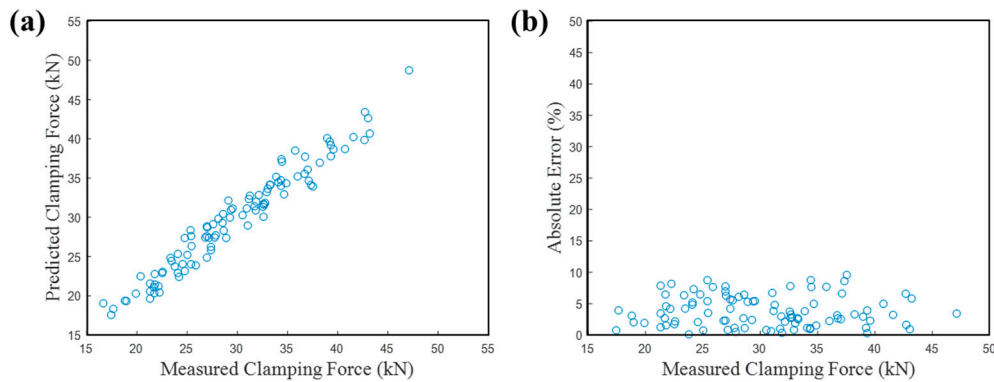 (a)
Predicted Clamping Force (kN)
55
50
45
40
35
30
25
20
15
15 20 25 30 35 40 45 50 55
Measured Clamping Force (kN)
(b)
Absolute Error (%)
50
45
40
35
30
25
20
15
10
5
0
15 20 25 30 35 40 45 50
Measured Clamping Force (kN)